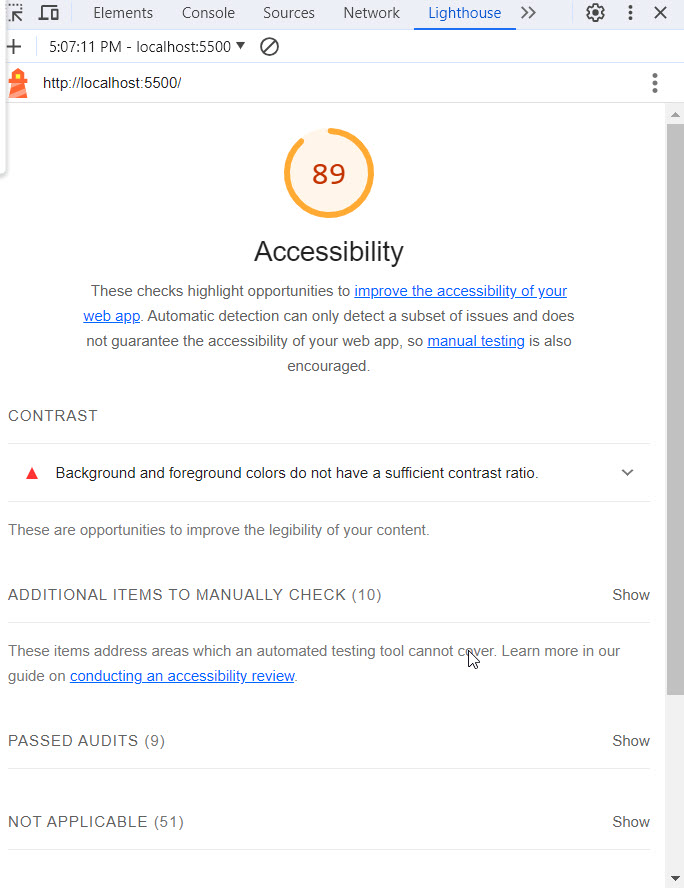 Elements Console Sources Network Lighthouse
5:07:11 PM - localhost:5500
http://localhost:5500/
89
Accessibility
These checks highlight opportunities to improve the accessibility of your
web app. Automatic detection can only detect a subset of issues and does
not guarantee the accessibility of your web app, so manual testing is also
encouraged.
CONTRAST
Background and foreground colors do not have a sufficient contrast ratio.
These are opportunities to improve the legibility of your content.
ADDITIONAL ITEMS TO MANUALLY CHECK (10) Show
These items address areas which an automated testing tool cannot cover. Learn more in our
guide on conducting an accessibility review.
PASSED AUDITS (9) Show
NOT APPLICABLE (51) Show